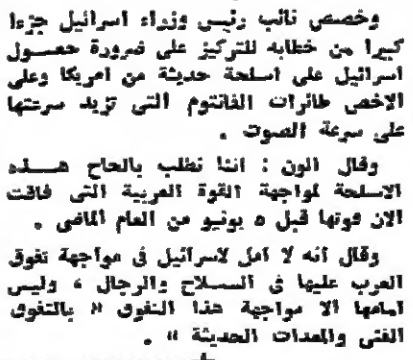 وخصص نائب رئيس وزراء اسرائيل جزءا
كبيرا من خطابه للتركيز على ضرورة حصول
اسرائيل على اسلحة حديثة من امريكا وعلى
الاخص طائرات الفانتوم التى تزيد سرعتها
على سرعة الصوت .
وقال الون : اننا نطلب بالحاح هذه
الاسلحة لمواجهة القوة العربية التى فاقت
الان قوتها قبل ٥ يونيو من العام الماضى .
وقال أنه لا امل لاسرائيل فى مواجهة تفوق
العرب عليها فى السلاح والرجال ، وليس
امامها الا مواجهة هذا التفوق « بالتفوق
الفنى والمعدات الحديثة » .